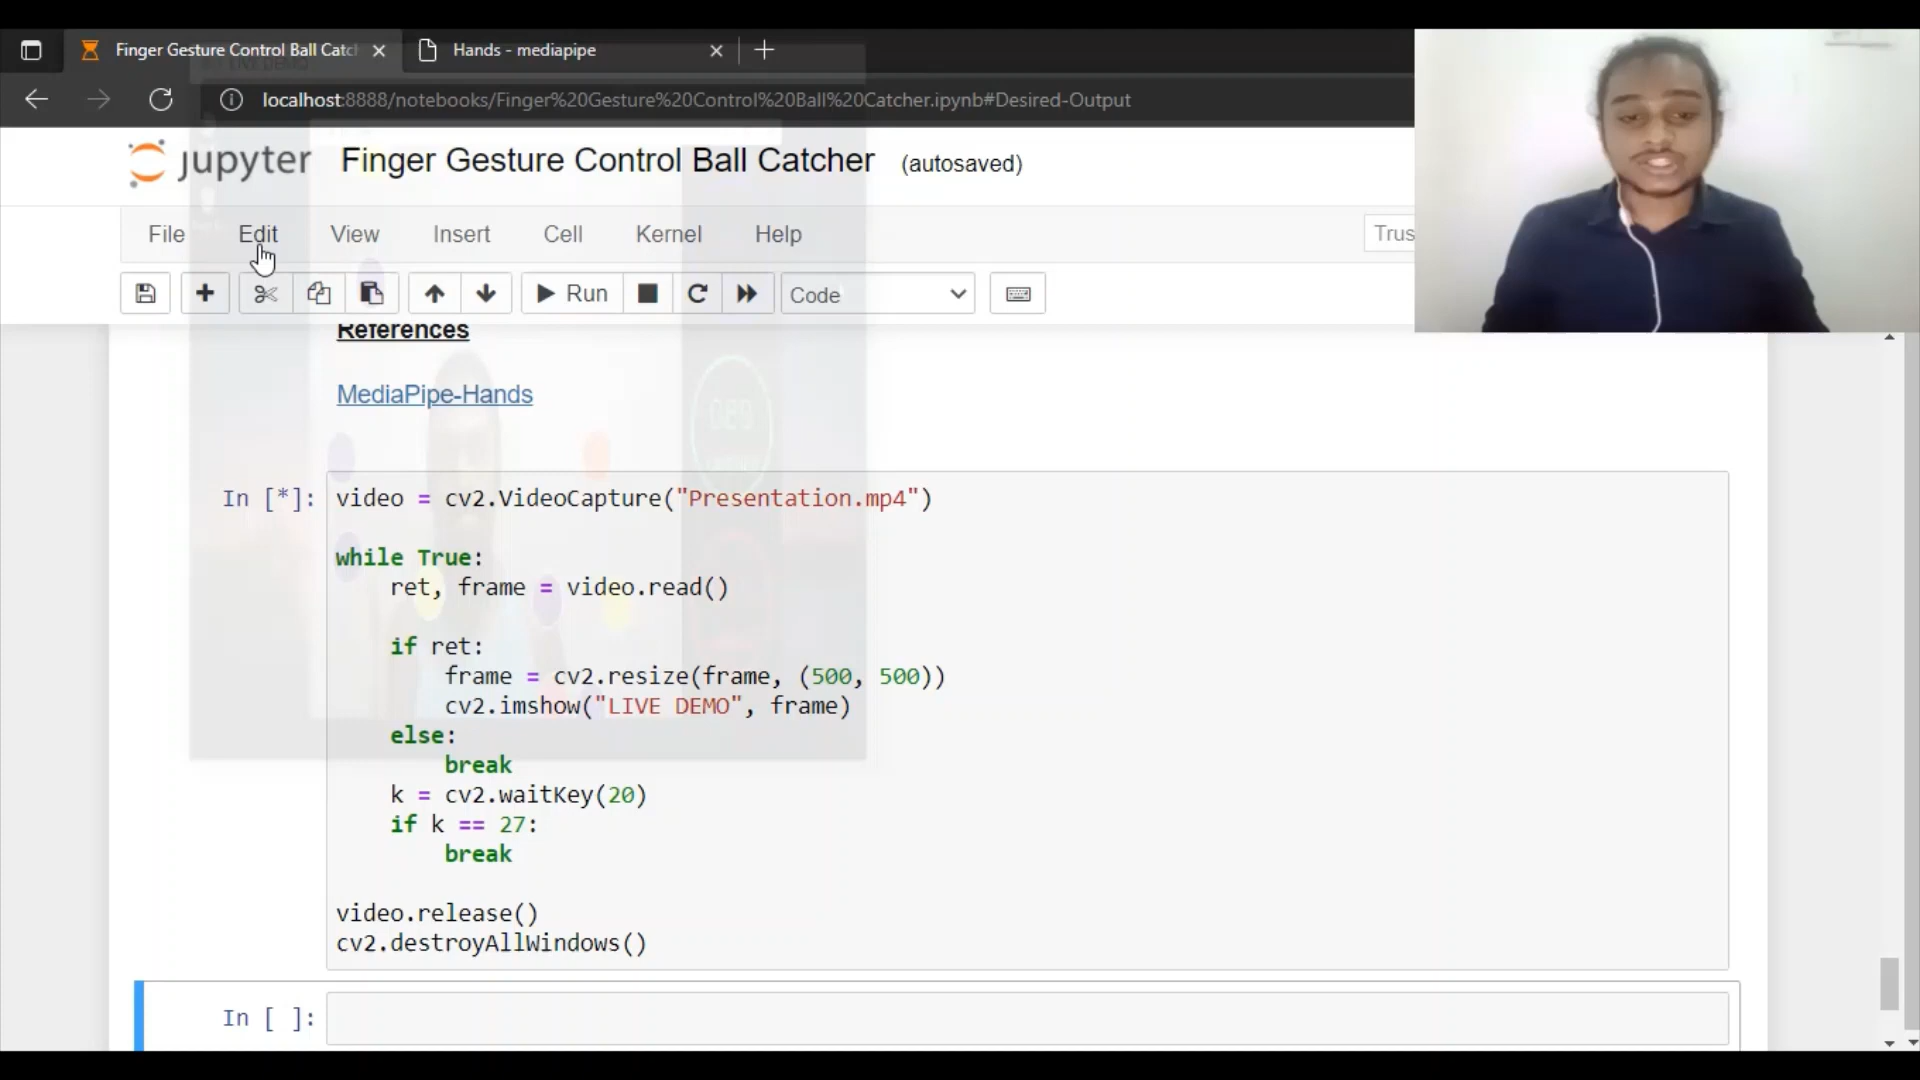 Finger Gesture Control Ball Catc
Hands - mediapipe
LIVE DEMO
localhost:8888/notebooks/Finger%20Gesture%20Control%20Ball%20Catcher.ipynb#Desired-Output
jupyter Finger Gesture Control Ball Catcher (autosaved)
File Edit View Insert Cell Kernel Help Trus
Run Code
References
MediaPipe-Hands
In [*]: video = cv2.VideoCapture("Presentation.mp4")
while True:
ret, frame = video.read()
if ret:
frame = cv2.resize(frame, (500, 500))
cv2.imshow("LIVE DEMO", frame)
else:
break
k = cv2.waitKey(20)
if k == 27:
break
video.release()
cv2.destroyAllWindows()
In [ ]: